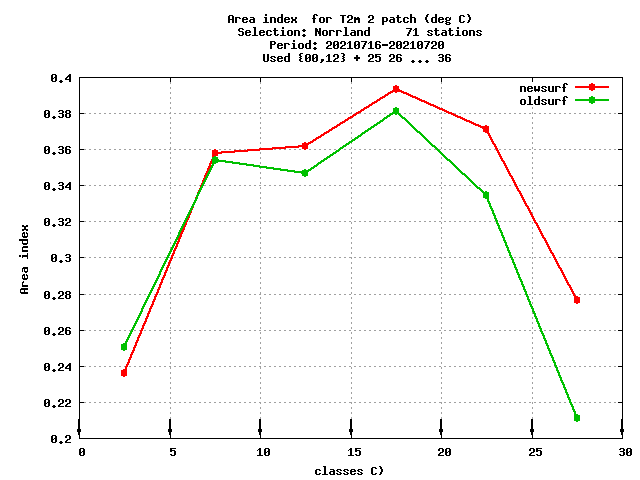 Area index  for T2m 2 patch (deg C)
Selection: Norrland     71 stations
Period: 20210716-20210720
Used {00,12} + 25 26 ... 36
newsurf
oldsurf
0.4
0.38
0.36
0.34
0.32
0.3
0.28
0.26
0.24
0.22
0.2
Area index
0 5 10 15 20 25 30
classes C)